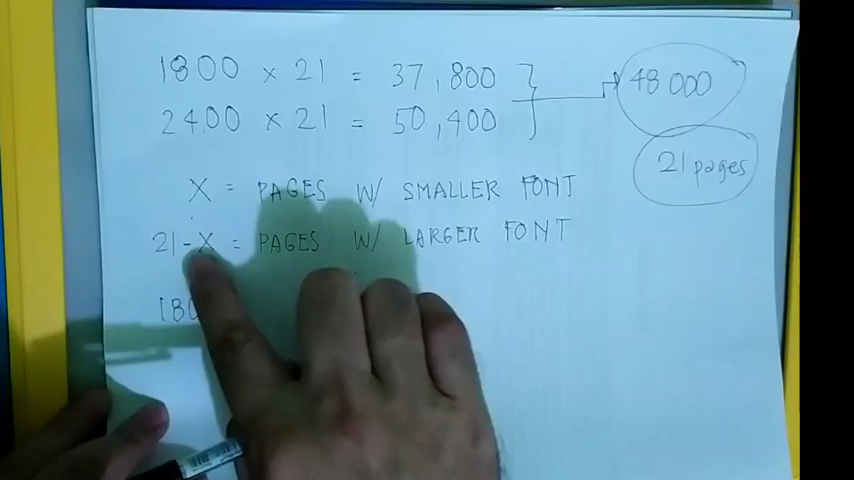 1800 x 21 = 37,800
2400 x 21 = 50,400
48 000
21 pages
X = PAGES W/ SMALLER FONT
21-X = PAGES W/ LARGER FONT
180